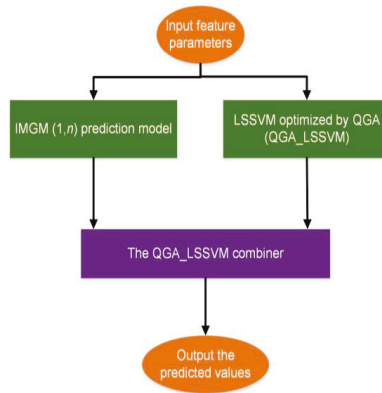 Input feature
parameters
IMGM (1,n) prediction model
LSSVM optimized by QGA
(QGA_LSSVM)
The QGA_LSSVM combiner
Output the
predicted values